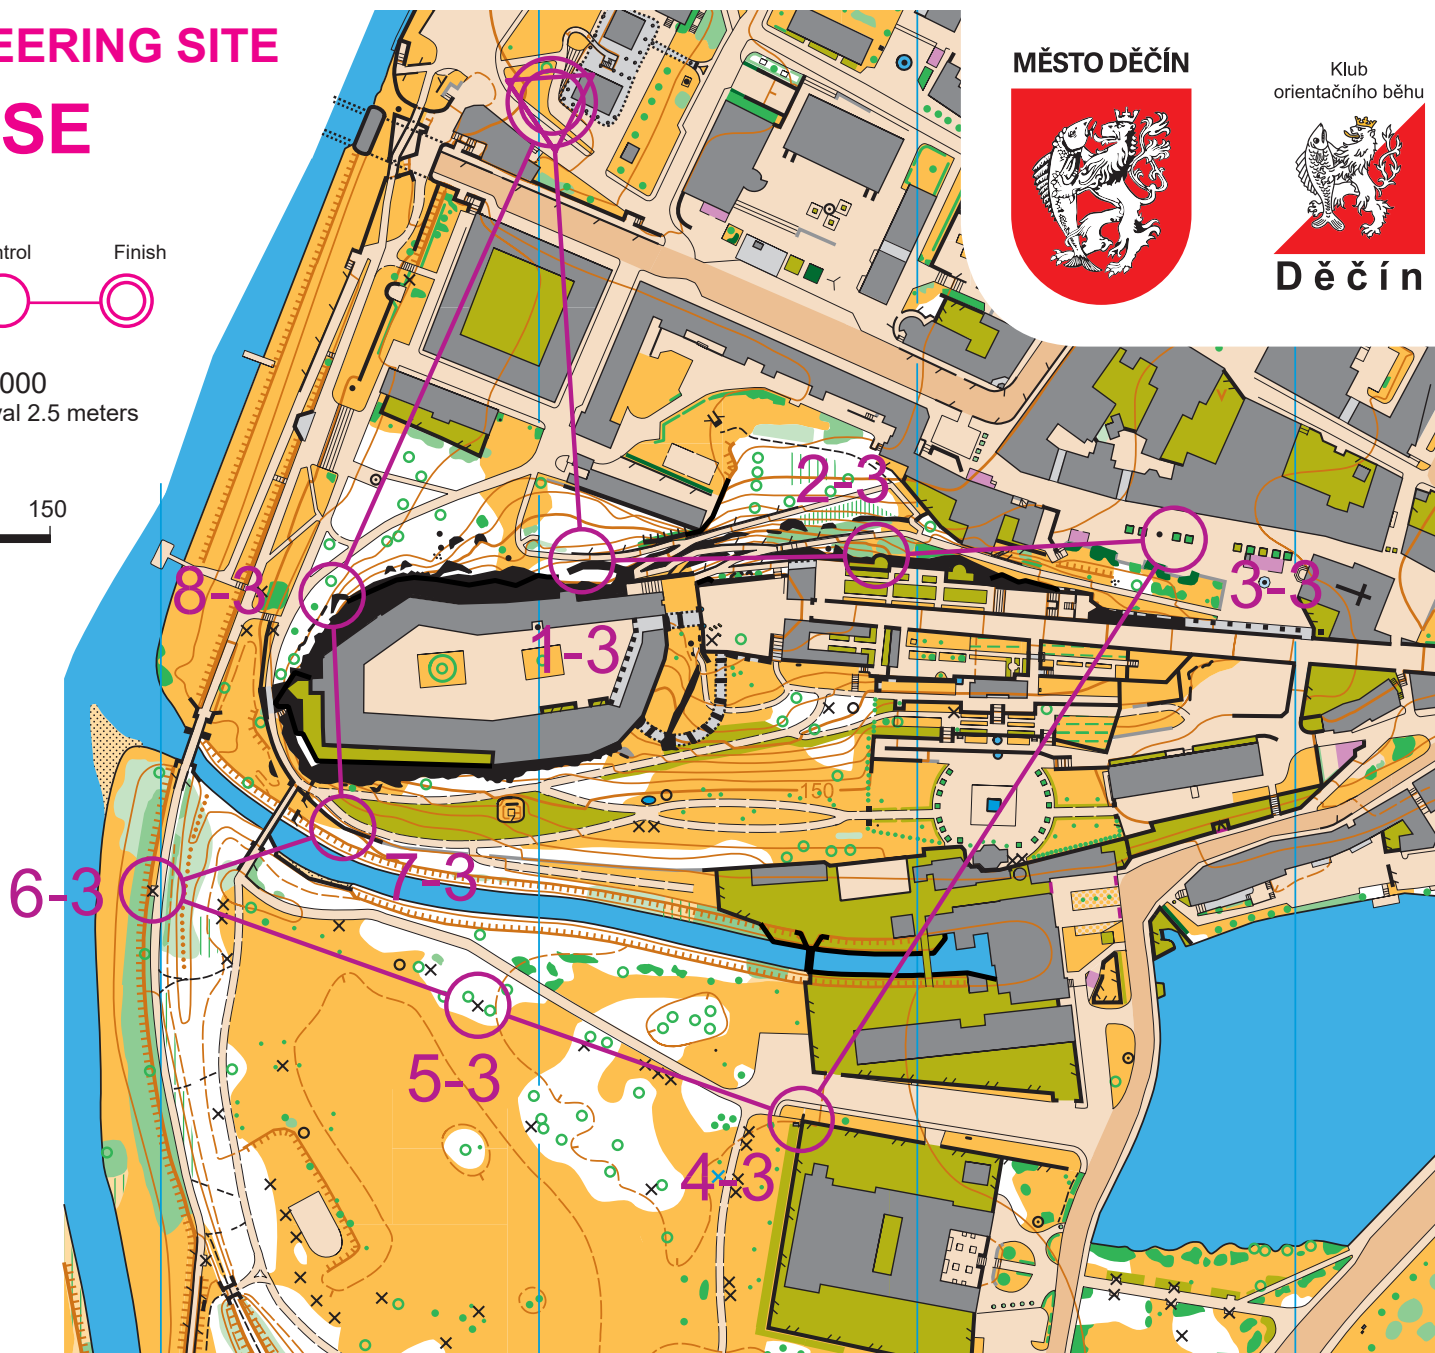 EERING SITE
SE
MĚSTO DĚČÍN
Klub
orientačního běhu
Děčín
ntrol
Finish
000
val 2.5 meters
150
2-3
3-3
8-3
1-3
150
7-3
6-3
5-3
4-3